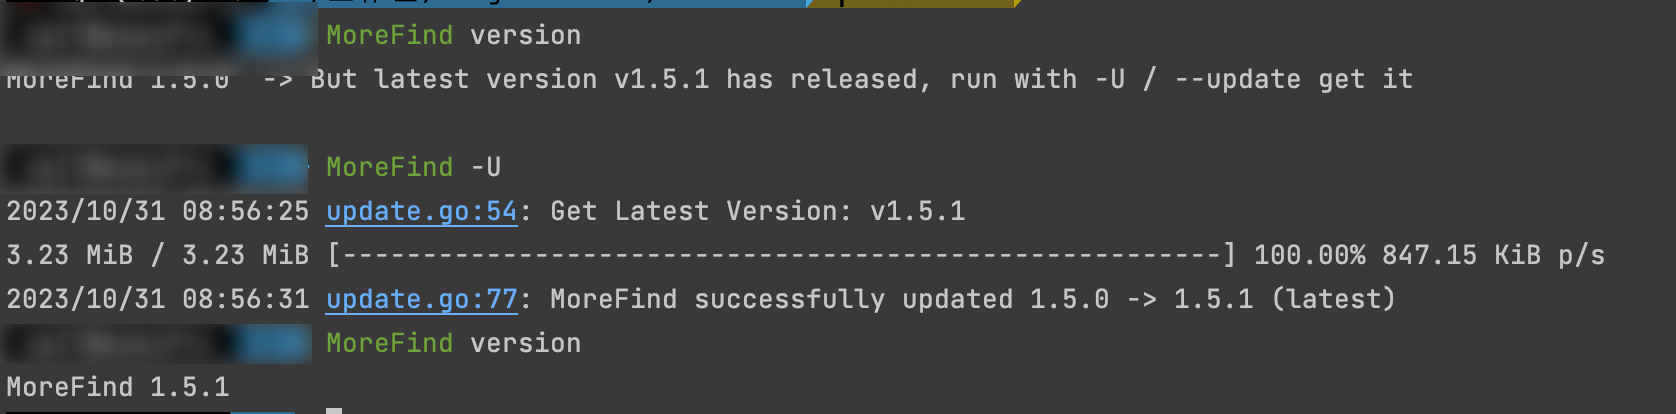 MoreFind version
MoreFind 1.5.0  -> But latest version v1.5.1 has released, run with -U / --update get it
MoreFind -U
2023/10/31 08:56:25 update.go:54: Get Latest Version: v1.5.1
3.23 MiB / 3.23 MiB [-------------------------------------------------------] 100.00% 847.15 KiB p/s
2023/10/31 08:56:31 update.go:77: MoreFind successfully updated 1.5.0 -> 1.5.1 (latest)
MoreFind version
MoreFind 1.5.1